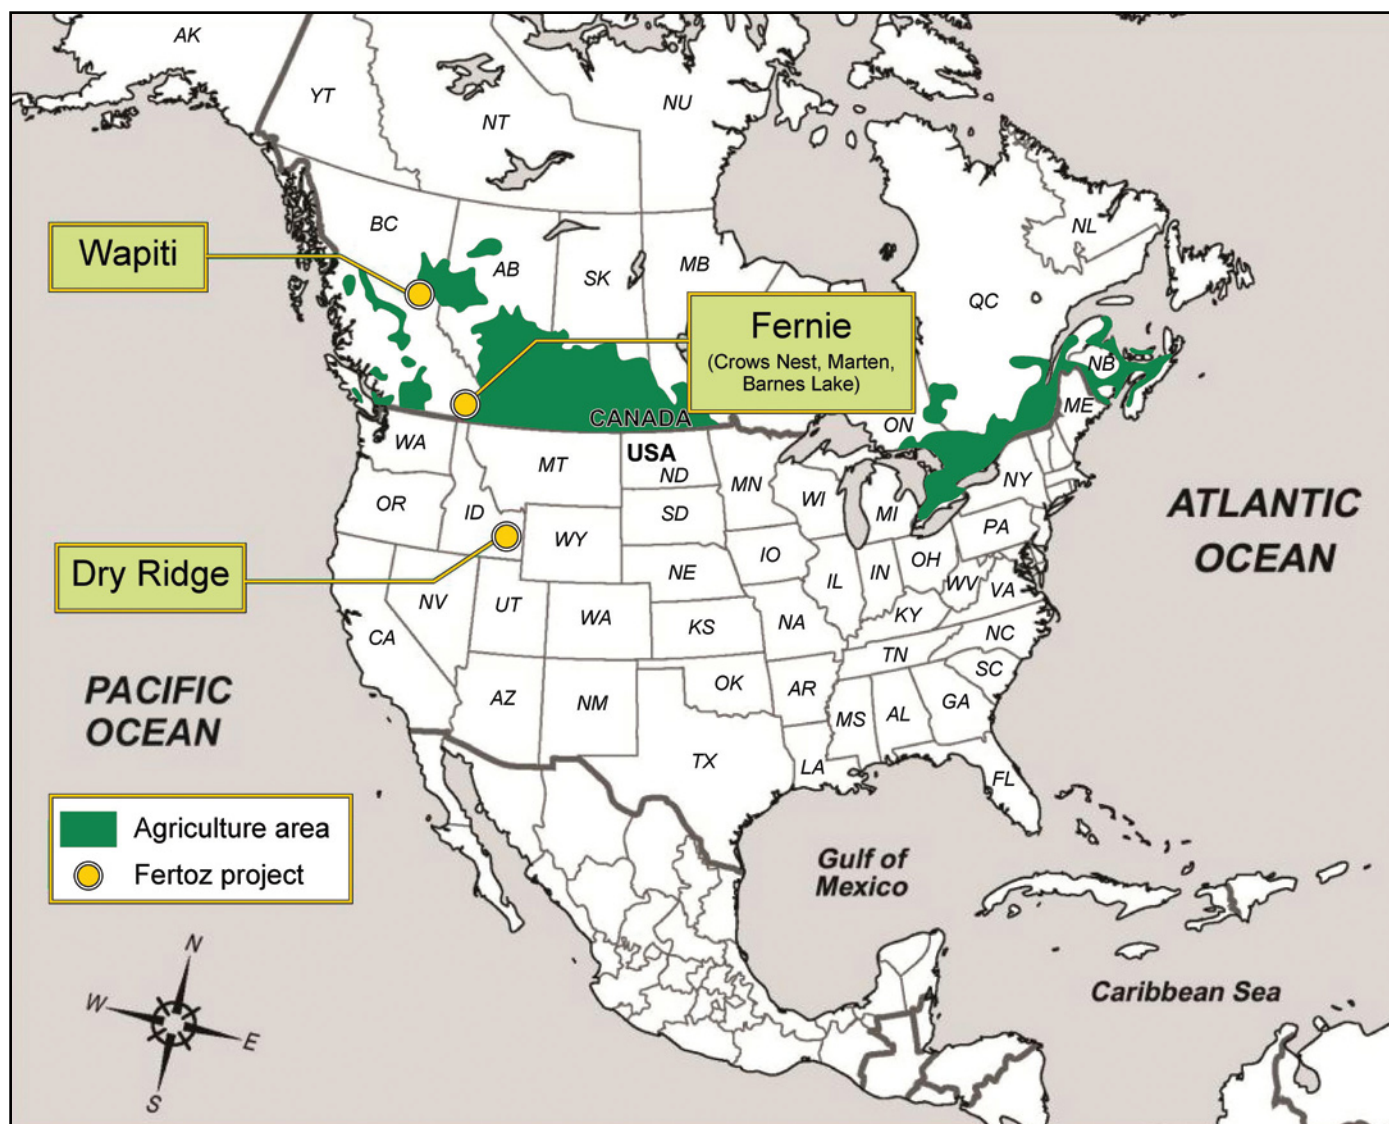 AK
YT
NT
NU
BC
AB
SK
MB
NL
QC
Wapiti
Fernie
(Crows Nest, Marten,
Barnes Lake)
NB
ME
ON
CANADA
USA
WA
MT
ND
MN
WI
MI
NY
OR
ID
WY
SD
PA
ATLANTIC
OCEAN
Dry Ridge
NE
IO
IL
IN
OH
WV
VA
NV
UT
WA
KS
NA
KY
NC
CA
TN
SC
AZ
NM
OK
AR
MS
AL
GA
PACIFIC
OCEAN
TX
LA
FL
Agriculture area
Fertoz project
Gulf of
Mexico
Caribbean Sea
N
W
E
S